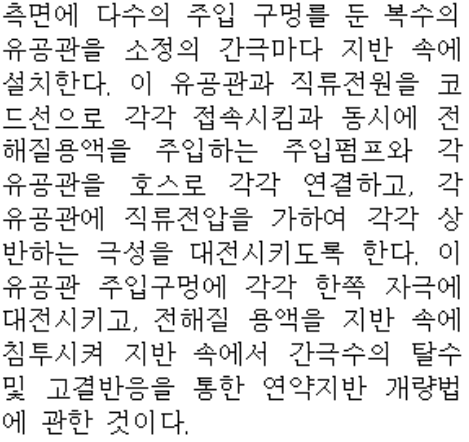 측면에 다수의 주입 구멍를 둔 복수의
유공관을 소정의 간극마다 지반 속에
설치한다. 이 유공관과 직류전원을 코
드선으로 각각 접속시킴과 동시에 전
해질용액을 주입하는 주입펌프와 각
유공관을 호스로 각각 연결하고, 각
유공관에 직류전압을 가하여 각각 상
반하는 극성을 대전시키도록 한다. 이
유공관 주입구멍에 각각 한쪽 자극에
대전시키고, 전해질 용액을 지반 속에
침투시켜 지반 속에서 간극수의 탈수
및 고결반응을 통한 연약지반 개량법
에 관한 것이다.